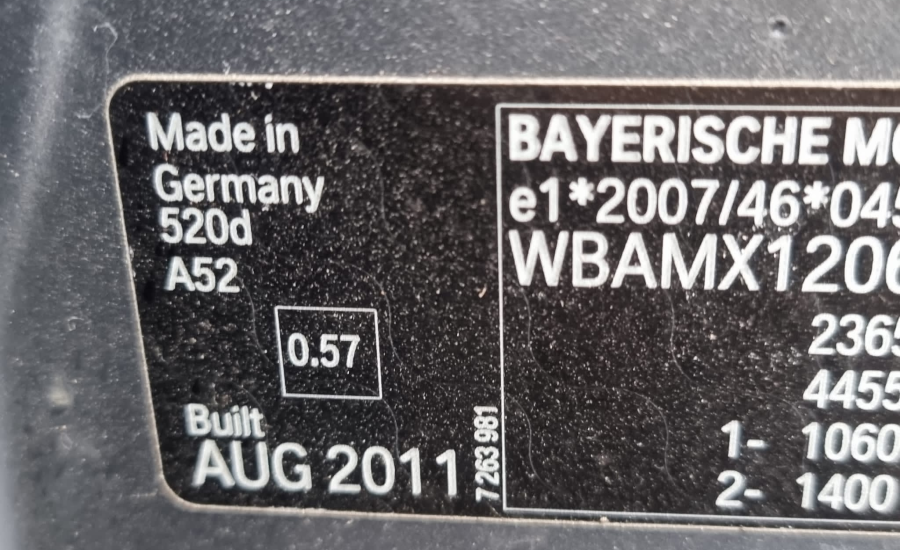 Made in
Germany
520d
A52
0.57
Built
AUG 2011
7 263 981
BAYERISCHE MO
e1*2007/46*045
WBAMX1206
2365
4455
1- 1060
2- 1400